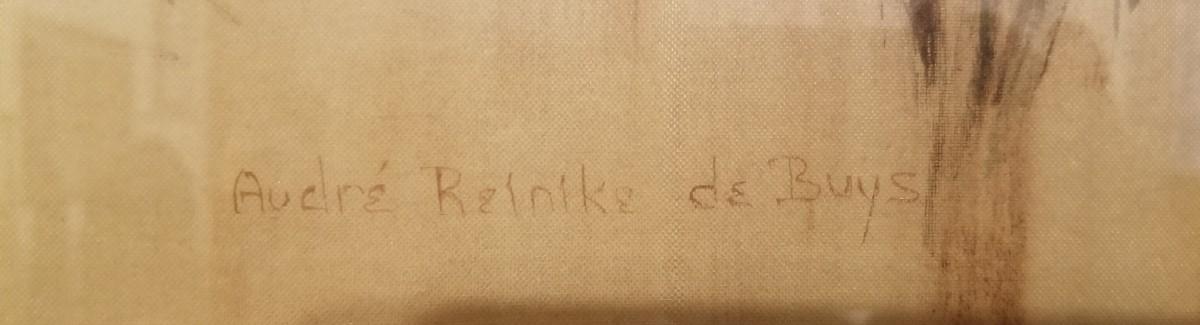 André Reinike de Buys